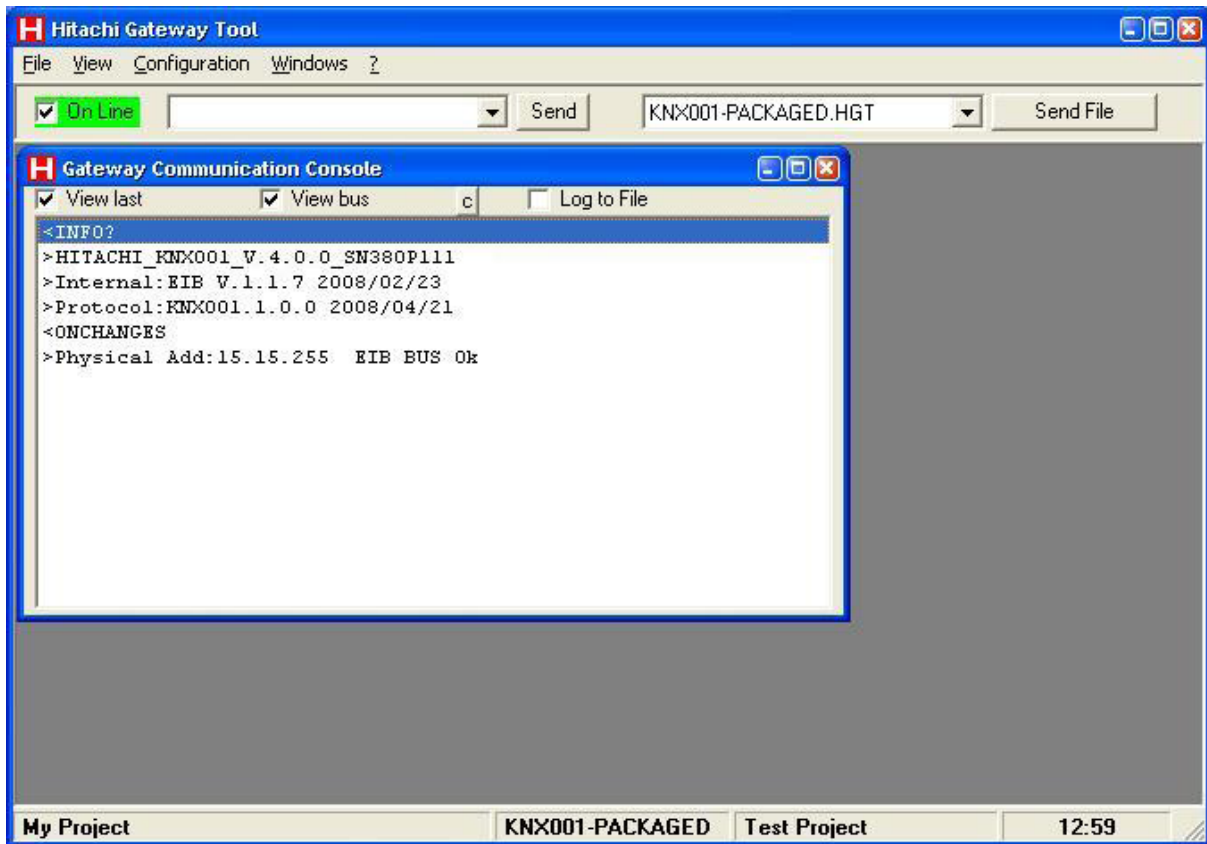 H Hitachi Gateway Tool
File View Configuration Windows ?
On Line Send KNX001-PACKAGED.HGT Send File
H Gateway Communication Console
View last View bus c Log to File
<INFO?
>HITACHI_KNX001_V.4.0.0_SN380P111
>Internal:EIB V.1.1.7 2008/02/23
>Protocol:KNX001.1.0.0 2008/04/21
<ONCHANGES
>Physical Add:15.15.255  EIB BUS Ok
My Project KNX001-PACKAGED Test Project 12:59